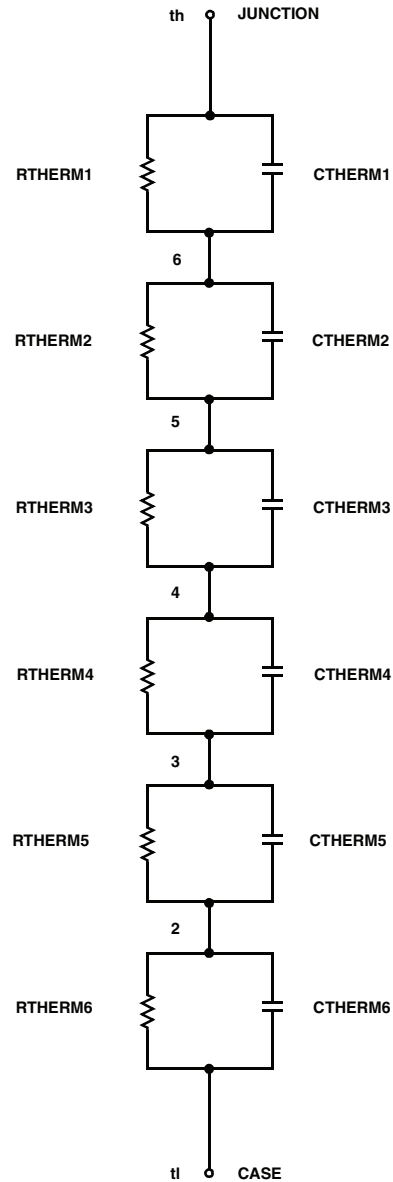 th JUNCTION
RTHERM1 CTHERM1
6
RTHERM2 CTHERM2
5
RTHERM3 CTHERM3
4
RTHERM4 CTHERM4
3
RTHERM5 CTHERM5
2
RTHERM6 CTHERM6
tl CASE